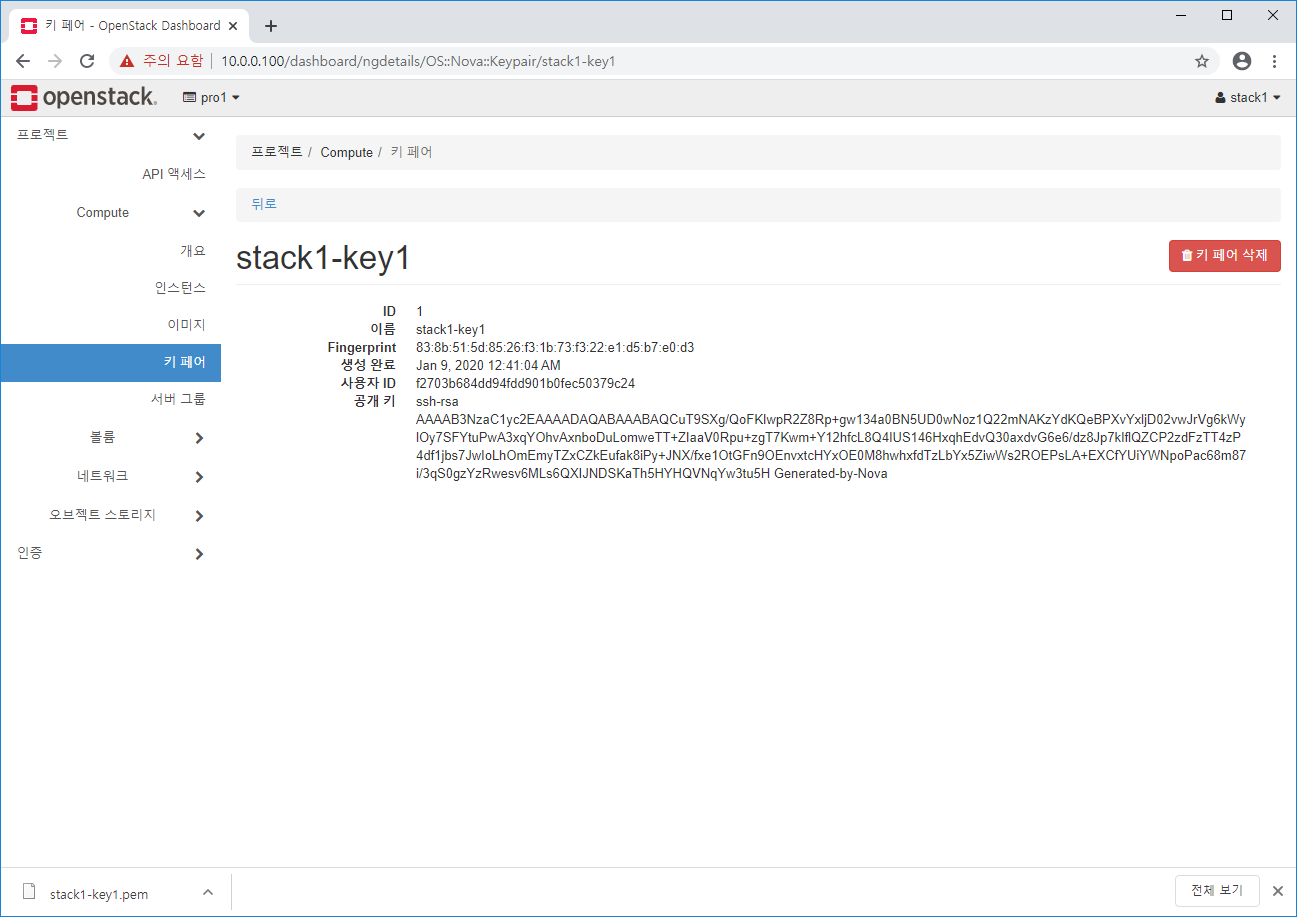 키 페어 - OpenStack Dashboard
주의 요함 | 10.0.0.100/dashboard/ngdetails/OS::Nova::Keypair/stack1-key1
openstack. pro1 stack1
프로젝트
API 액세스
Compute
개요
인스턴스
이미지
키 페어
서버 그룹
볼륨
네트워크
오브젝트 스토리지
인증
프로젝트 / Compute / 키 페어
뒤로
stack1-key1
키 페어 삭제
ID 1
이름 stack1-key1
Fingerprint 83:8b:51:5d:85:26:f3:1b:73:f3:22:e1:d5:b7:e0:d3
생성 완료 Jan 9, 2020 12:41:04 AM
사용자 ID f2703b684dd94fdd901b0fec50379c24
공개 키 ssh-rsa
AAAAB3NzaC1yc2EAAAADAQABAAABAQCuT9SXg/QoFKlwpR2Z8Rp+gw134a0BN5UD0wNoz1Q22mNAKzYdKQeBPXvYxljD02vwJrVg6kWy
IOy7SFYtuPwA3xqYOhvAxnboDuLomweTT+ZIaaV0Rpu+zgT7Kwm+Y12hfcL8Q4IUS146HxqhEdvQ30axdvG6e6/dz8Jp7kIfIQZCP2zdFzTT4zP
4df1jbs7JwIoLhOmEmyTZxCZkEufak8iPy+JNX/fxe1OtGFn9OEnvxtcHYxOE0M8hwhxfdTzLbYx5ZiwWs2ROEPsLA+EXCfYUiYWNpoPac68m87
i/3qS0gzYzRwesv6MLs6QXIJNDSKaTh5HYHQVNqYw3tu5H Generated-by-Nova
stack1-key1.pem
전체 보기